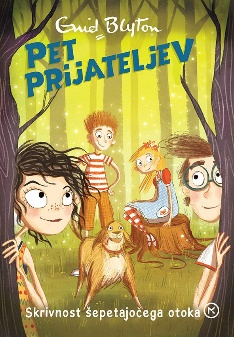 Enid Blyton
PET
PRIJATELJEV
Skrivnost šepetajočega otoka M